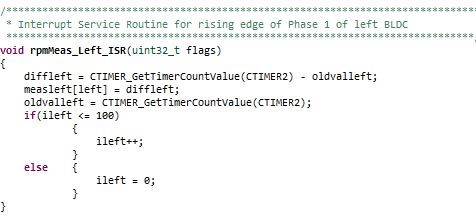 /*****************************************************************************
 * Interrupt Service Routine for rising edge of Phase 1 of left BLDC
 *****************************************************************************
void rpmMeas_Left_ISR(uint32_t flags)
{
    diffleft = CTIMER_GetTimerCountValue(CTIMER2) - oldvalleft;
    measleft[left] = diffleft;
    oldvalleft = CTIMER_GetTimerCountValue(CTIMER2);
    if(ileft <= 100)
            {
                ileft++;
            }
    else    {
                ileft = 0;
            }
}